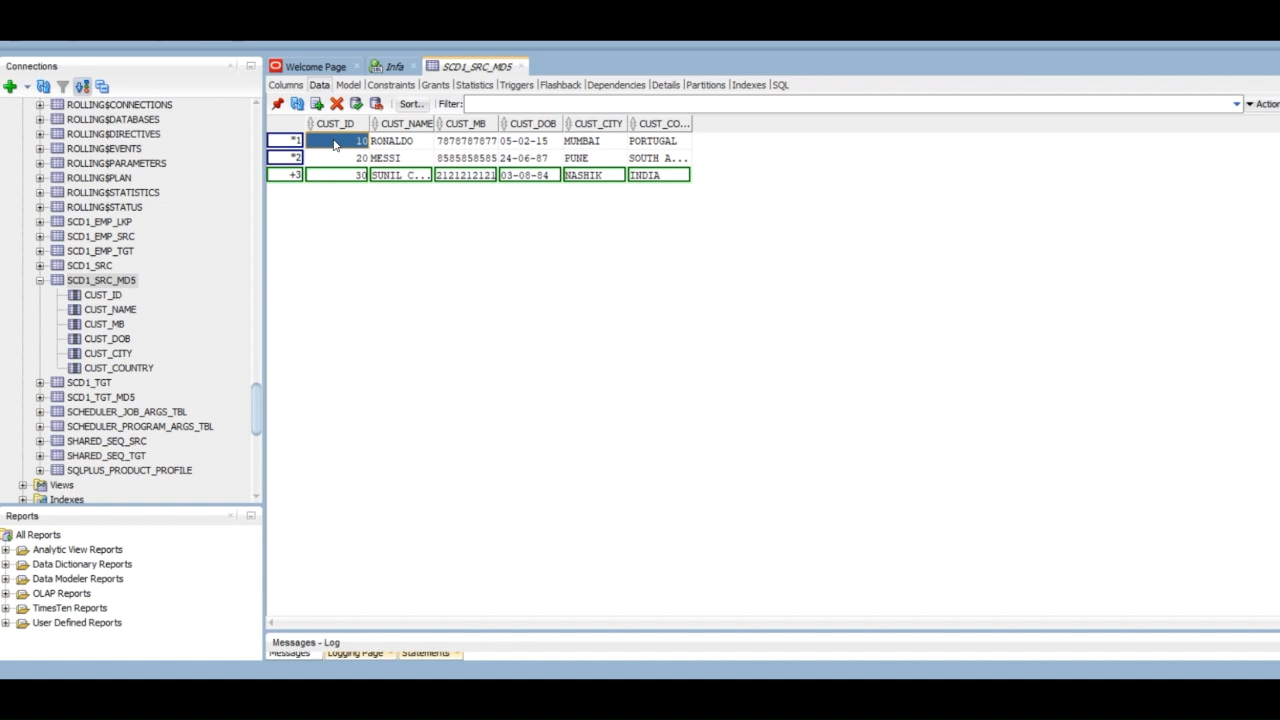 Connections
ROLLING$CONNECTIONS
ROLLING$DATABASES
ROLLING$DIRECTIVES
ROLLING$EVENTS
ROLLING$PARAMETERS
ROLLING$PLAN
ROLLING$STATISTICS
ROLLING$STATUS
SCD1_EMP_LKP
SCD1_EMP_SRC
SCD1_EMP_TGT
SCD1_SRC
SCD1_SRC_MD5
CUST_ID
CUST_NAME
CUST_MB
CUST_DOB
CUST_CITY
CUST_COUNTRY
SCD1_TGT
SCD1_TGT_MD5
SCHEDULER_JOB_ARGS_TBL
SCHEDULER_PROGRAM_ARGS_TBL
SHARED_SEQ_SRC
SHARED_SEQ_TGT
SQLPLUS_PRODUCT_PROFILE
Views
Indexes
Reports
All Reports
Analytic View Reports
Data Dictionary Reports
Data Modeler Reports
OLAP Reports
TimesTen Reports
User Defined Reports
Welcome Page Infa SCD1_SRC_MD5
Columns Data Model Constraints Grants Statistics Triggers Flashback Dependencies Details Partitions Indexes SQL
Sort.. Filter: Action
CUST_ID CUST_NAME CUST_MB CUST_DOB CUST_CITY CUST_CO...
*1 10 RONALDO 7878787877 05-02-15 MUMBAI PORTUGAL
*2 20 MESSI 8585858585 24-06-87 PUNE SOUTH A...
+3 30 SUNIL C... 2121212121 03-08-84 NASHIK INDIA
Messages - Log
Messages Logging Page Statements